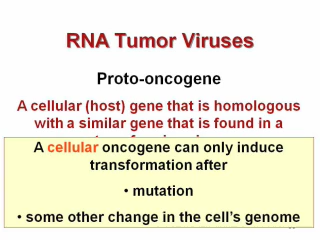 RNA Tumor Viruses
Proto-oncogene
A cellular (host) gene that is homologous
with a similar gene that is found in a
A cellular oncogene can only induce
transformation after
• mutation
• some other change in the cell's genome